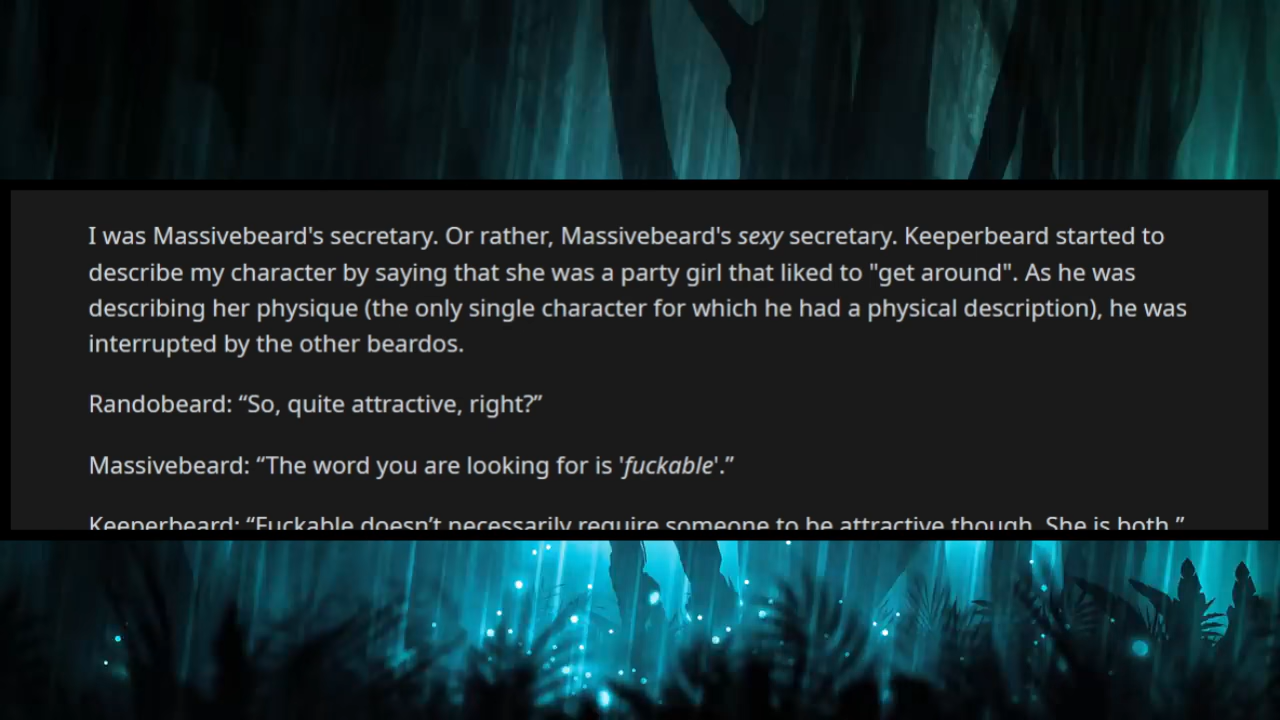 I was Massivebeard's secretary. Or rather, Massivebeard's sexy secretary. Keeperbeard started to
describe my character by saying that she was a party girl that liked to "get around". As he was
describing her physique (the only single character for which he had a physical description), he was
interrupted by the other beardos.
Randobeard: “So, quite attractive, right?”
Massivebeard: “The word you are looking for is 'fuckable'.”
Keeperbeard: “Fuckable doesn’t necessarily require someone to be attractive though. She is both.”